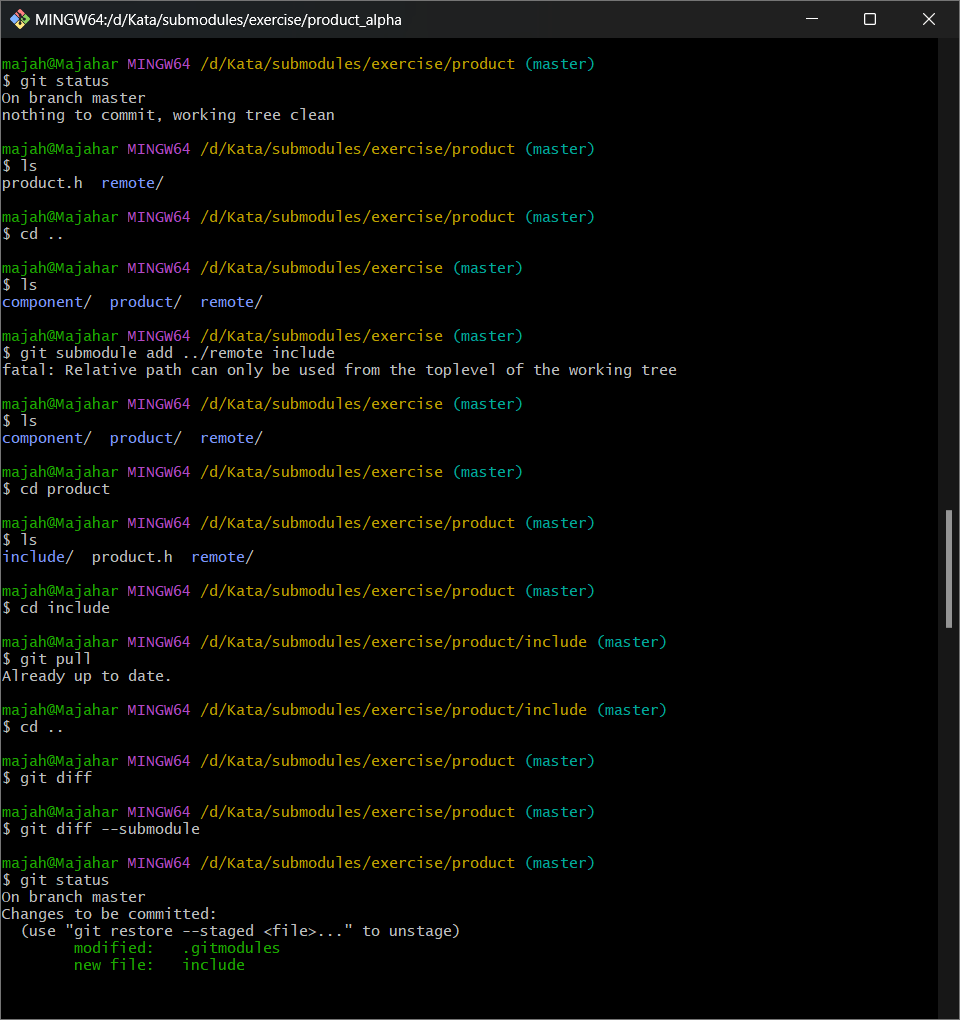 MINGW64:/d/Kata/submodules/exercise/product_alpha
majah@Majahar MINGW64 /d/Kata/submodules/exercise/product (master)
$ git status
On branch master
nothing to commit, working tree clean
majah@Majahar MINGW64 /d/Kata/submodules/exercise/product (master)
$ ls
product.h  remote/
majah@Majahar MINGW64 /d/Kata/submodules/exercise/product (master)
$ cd ..
majah@Majahar MINGW64 /d/Kata/submodules/exercise (master)
$ ls
component/  product/  remote/
majah@Majahar MINGW64 /d/Kata/submodules/exercise (master)
$ git submodule add ../remote include
fatal: Relative path can only be used from the toplevel of the working tree
majah@Majahar MINGW64 /d/Kata/submodules/exercise (master)
$ ls
component/  product/  remote/
majah@Majahar MINGW64 /d/Kata/submodules/exercise (master)
$ cd product
majah@Majahar MINGW64 /d/Kata/submodules/exercise/product (master)
$ ls
include/  product.h  remote/
majah@Majahar MINGW64 /d/Kata/submodules/exercise/product (master)
$ cd include
majah@Majahar MINGW64 /d/Kata/submodules/exercise/product/include (master)
$ git pull
Already up to date.
majah@Majahar MINGW64 /d/Kata/submodules/exercise/product/include (master)
$ cd ..
majah@Majahar MINGW64 /d/Kata/submodules/exercise/product (master)
$ git diff
majah@Majahar MINGW64 /d/Kata/submodules/exercise/product (master)
$ git diff --submodule
majah@Majahar MINGW64 /d/Kata/submodules/exercise/product (master)
$ git status
On branch master
Changes to be committed:
  (use "git restore --staged <file>..." to unstage)
        modified:   .gitmodules
        new file:   include